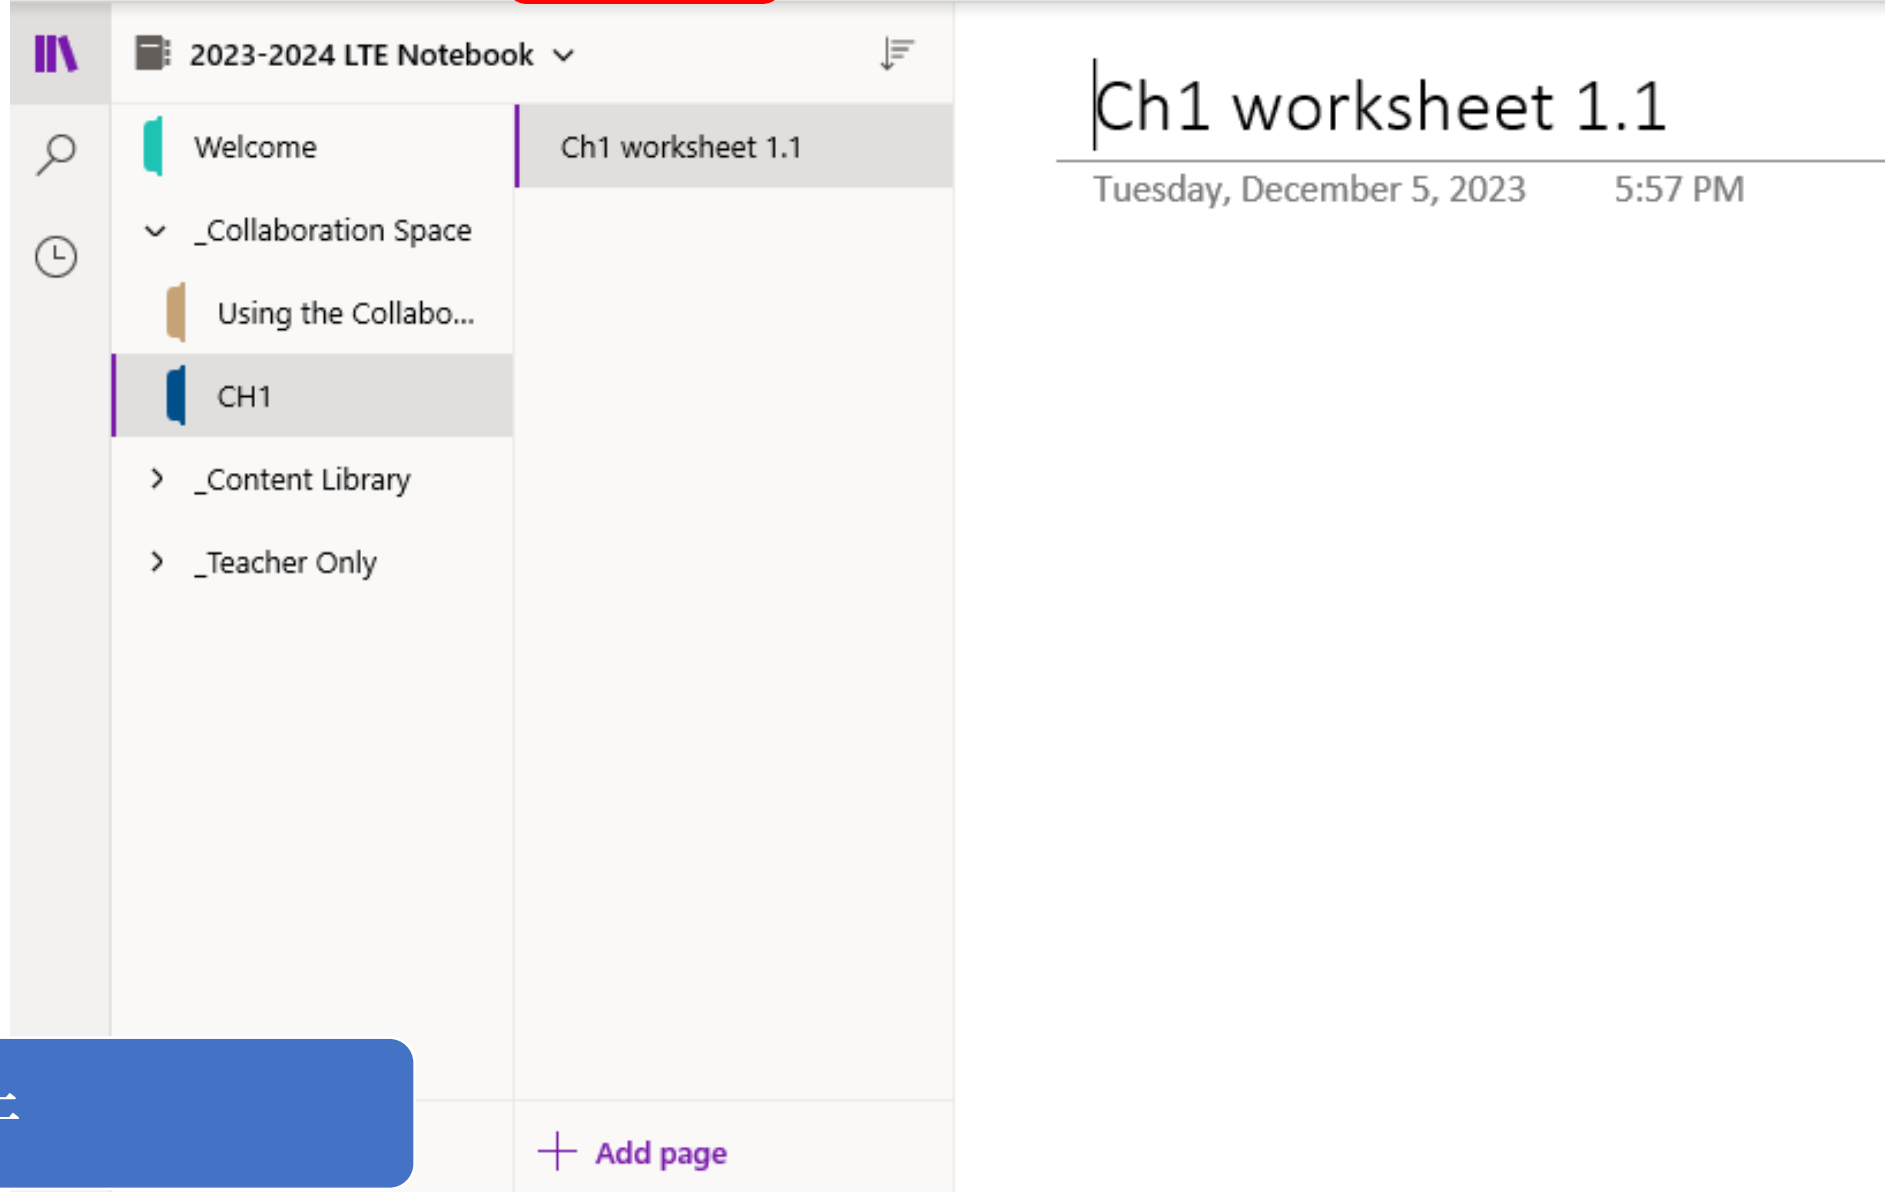 2023-2024 LTE Notebook
Welcome
_Collaboration Space
Using the Collabo...
CH1
_Content Library
_Teacher Only
Ch1 worksheet 1.1
Add page
Ch1 worksheet 1.1
Tuesday, December 5, 2023 5:57 PM